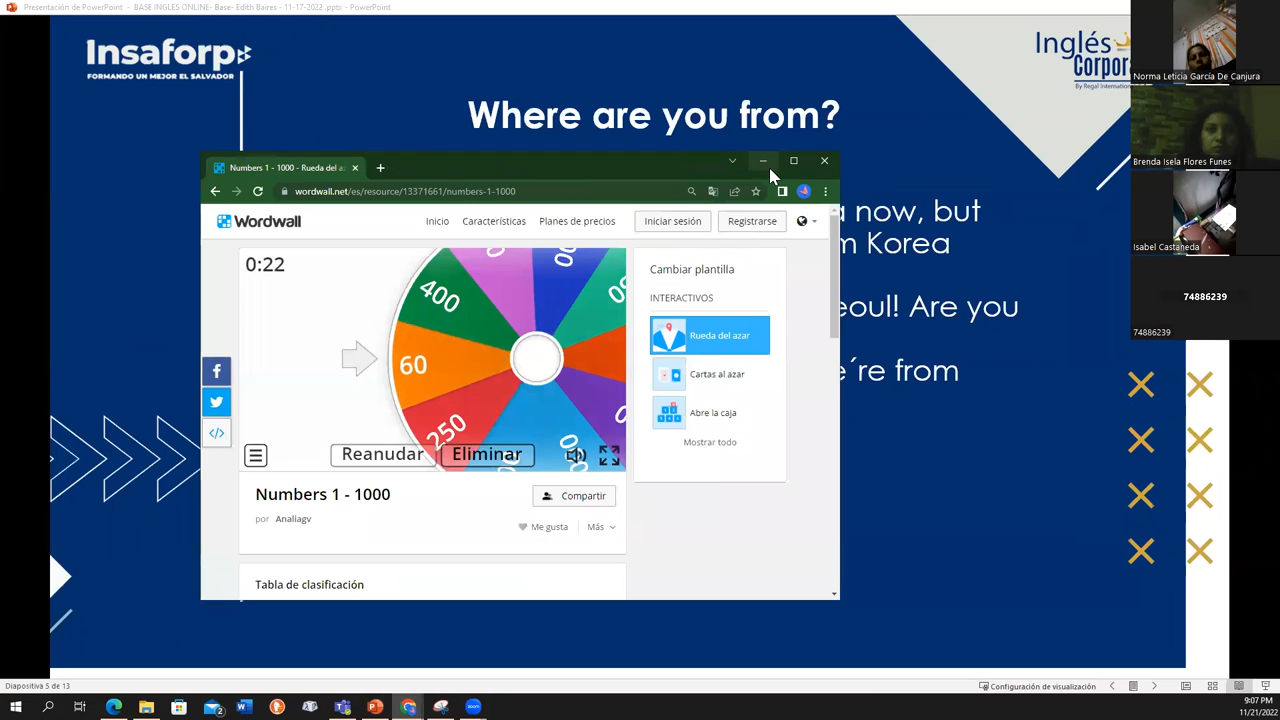 Presentación de PowerPoint - BASE INGLES ONLINE- Base- Edith Baires - 11-17-2022 .pptx - PowerPoint
Insaforp
FORMANDO UN MEJOR EL SALVADOR
Inglés
Corpora
By Regal Internation
Where are you from?
a now, but
m Korea
eoul! Are you
e´re from
Numbers 1 - 1000 - Rueda del az
wordwall.net/es/resource/13371661/numbers-1-1000
Wordwall
Inicio
Características
Planes de precios
Iniciar sesión
Registrarse
0:22
400
60
250
Reanudar
Eliminar
Cambiar plantilla
INTERACTIVOS
Rueda del azar
Cartas al azar
Abre la caja
Mostrar todo
Numbers 1 - 1000
Compartir
por Analiagv
Me gusta
Más
Tabla de clasificación
Norma Leticia García De Canjura
Brenda Isela Flores Funes
Isabel Castaneda
74886239
74886239
Diapositiva 5 de 13
Configuración de visualización
9:07 PM
11/21/2022